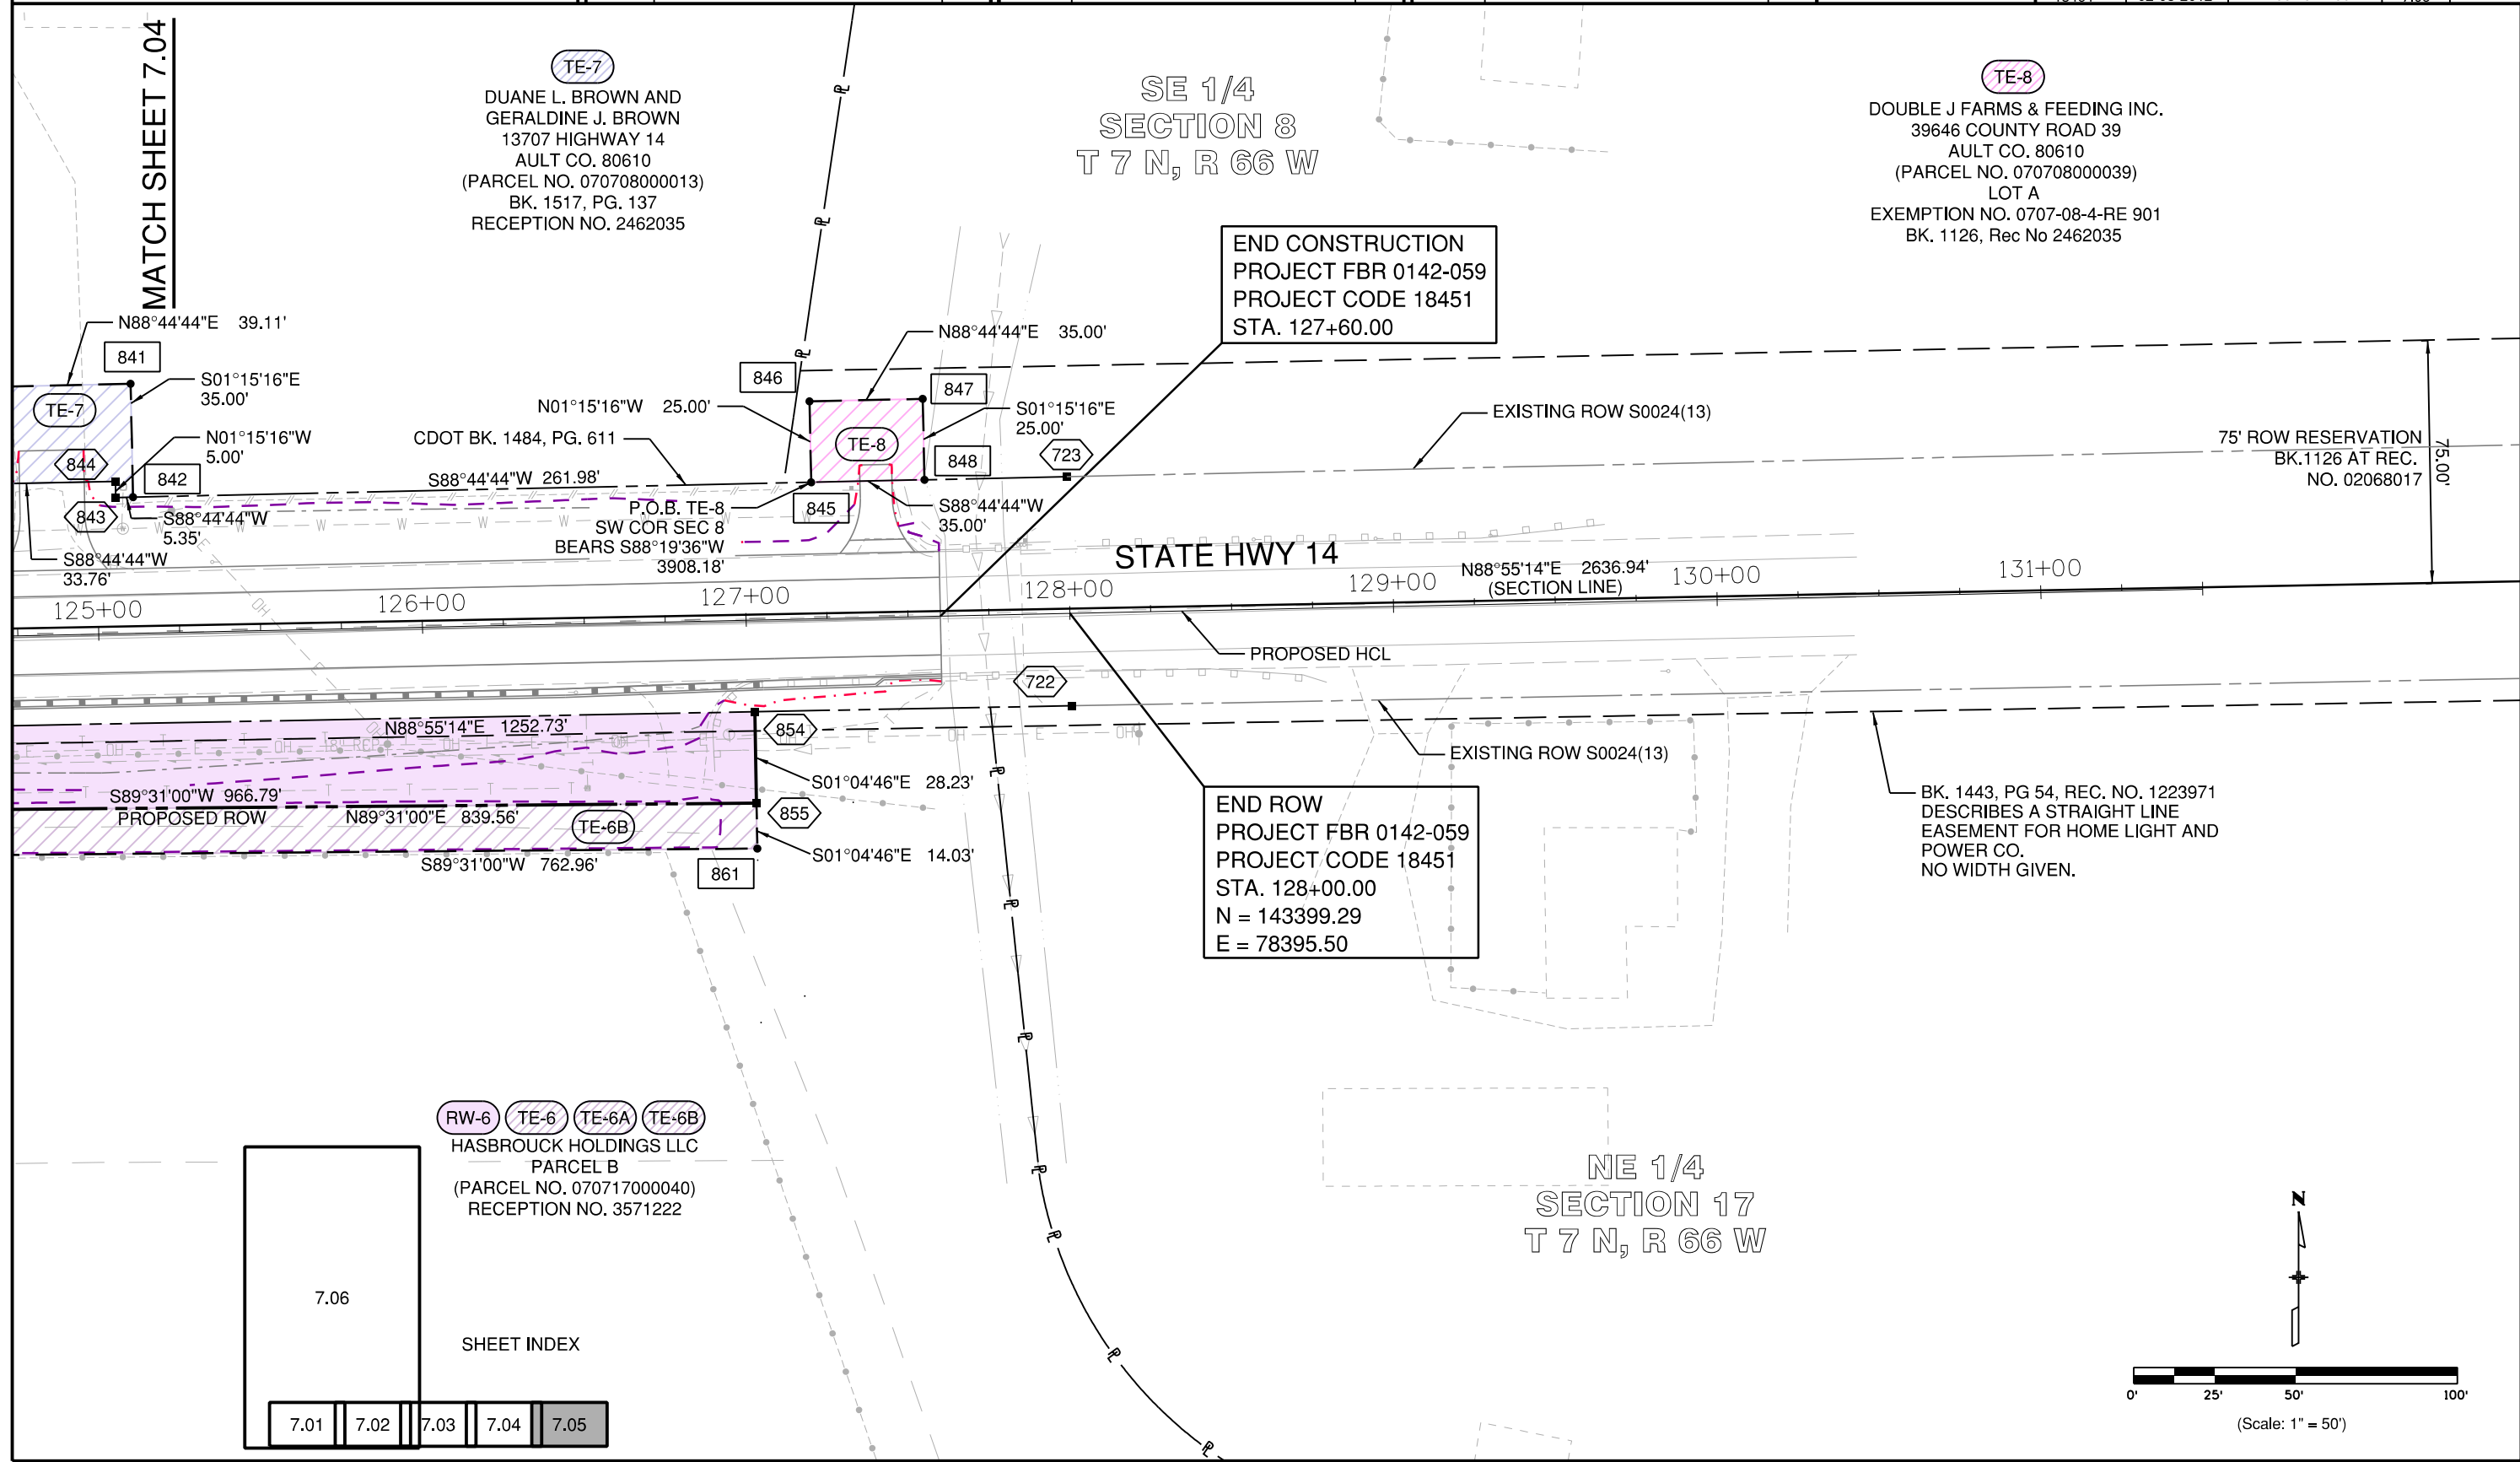 MATCH SHEET 7.04
TE-7
DUANE L. BROWN AND
GERALDINE J. BROWN
13707 HIGHWAY 14
AULT CO. 80610
(PARCEL NO. 070708000013)
BK. 1517, PG. 137
RECEPTION NO. 2462035
SE 1/4
SECTION 8
T 7 N, R 66 W
TE-8
DOUBLE J FARMS & FEEDING INC.
39646 COUNTY ROAD 39
AULT CO. 80610
(PARCEL NO. 070708000039)
LOT A
EXEMPTION NO. 0707-08-4-RE 901
BK. 1126, Rec No 2462035
END CONSTRUCTION
PROJECT FBR 0142-059
PROJECT CODE 18451
STA. 127+60.00
N88°44'44"E 39.11'
841
S01°15'16"E
35.00'
TE-7
N01°15'16"W
5.00'
844
842
843
S88°44'44"W
5.35'
S88°44'44"W
33.76'
N88°44'44"E 35.00'
846
847
N01°15'16"W 25.00'
S01°15'16"E
25.00'
CDOT BK. 1484, PG. 611
TE-8
S88°44'44"W 261.98'
848
723
845
S88°44'44"W
35.00'
P.O.B. TE-8
SW COR SEC 8
BEARS S88°19'36"W
3908.18'
EXISTING ROW S0024(13)
75' ROW RESERVATION
BK.1126 AT REC.
NO. 02068017
75.00'
STATE HWY 14
N88°55'14"E 2636.94'
(SECTION LINE)
125+00
126+00
127+00
128+00
129+00
130+00
131+00
PROPOSED HCL
722
N88°55'14"E 1252.73'
854
S01°04'46"E 28.23'
EXISTING ROW S0024(13)
S89°31'00"W 966.79'
PROPOSED ROW
N89°31'00"E 839.56'
TE-6B
855
S01°04'46"E 14.03'
S89°31'00"W 762.96'
861
END ROW
PROJECT FBR 0142-059
PROJECT CODE 18451
STA. 128+00.00
N = 143399.29
E = 78395.50
BK. 1443, PG 54, REC. NO. 1223971
DESCRIBES A STRAIGHT LINE
EASEMENT FOR HOME LIGHT AND
POWER CO.
NO WIDTH GIVEN.
RW-6 TE-6 TE-6A TE-6B
HASBROUCK HOLDINGS LLC
PARCEL B
(PARCEL NO. 070717000040)
RECEPTION NO. 3571222
NE 1/4
SECTION 17
T 7 N, R 66 W
7.06
SHEET INDEX
7.01 7.02 7.03 7.04 7.05
N
0' 25' 50' 100'
(Scale: 1" = 50')